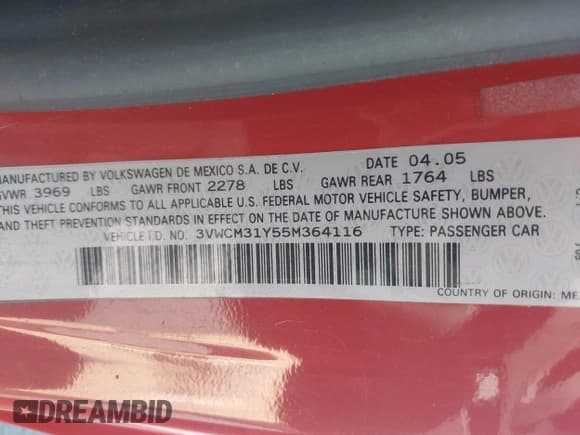 MANUFACTURED BY VOLKSWAGEN DE MEXICO S.A. DE C.V. DATE 04.05
GVWR 3969 LBS GAWR FRONT 2278 LBS GAWR REAR 1764 LBS
THIS VEHICLE CONFORMS TO ALL APPLICABLE U.S. FEDERAL MOTOR VEHICLE SAFETY, BUMPER,
AND THEFT PREVENTION STANDARDS IN EFFECT ON THE DATE OF MANUFACTURE SHOWN ABOVE.
VEHICLE I.D. NO. 3VWCM31Y55M364116 TYPE: PASSENGER CAR
COUNTRY OF ORIGIN: ME
DREAMBID